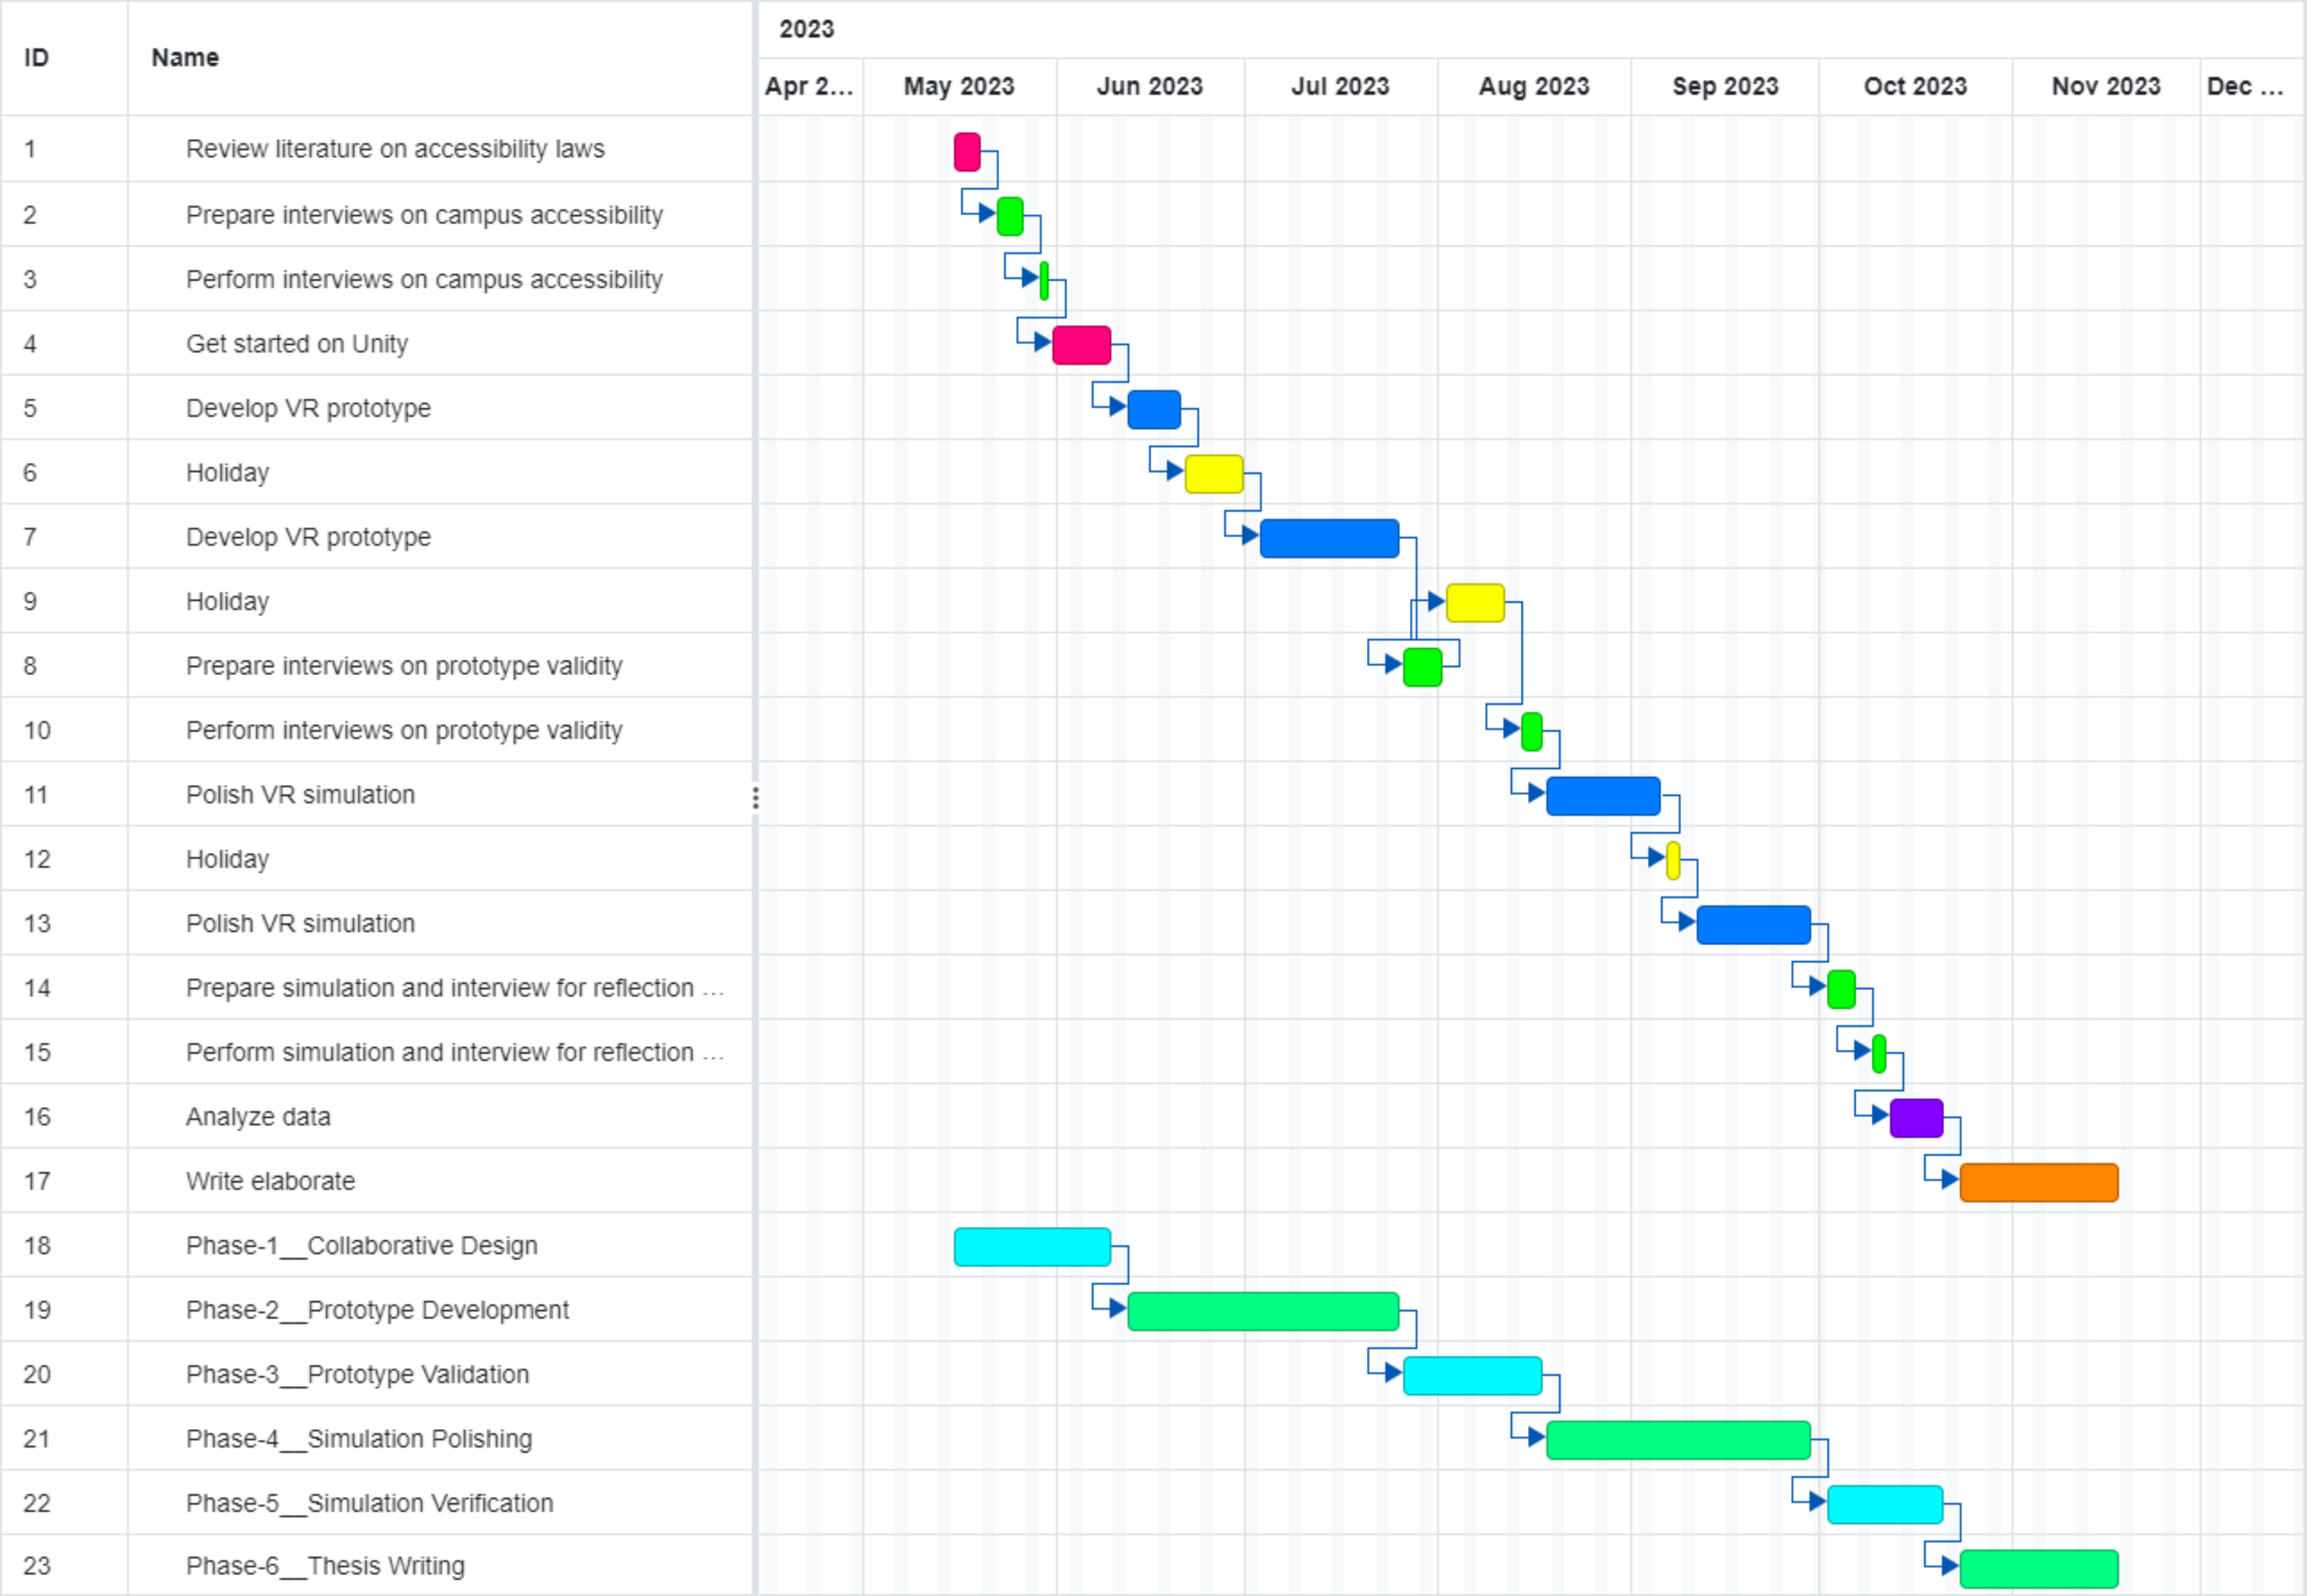 ID Name 2023
Apr 2... May 2023 Jun 2023 Jul 2023 Aug 2023 Sep 2023 Oct 2023 Nov 2023 Dec ...
1 Review literature on accessibility laws
2 Prepare interviews on campus accessibility
3 Perform interviews on campus accessibility
4 Get started on Unity
5 Develop VR prototype
6 Holiday
7 Develop VR prototype
9 Holiday
8 Prepare interviews on prototype validity
10 Perform interviews on prototype validity
11 Polish VR simulation
12 Holiday
13 Polish VR simulation
14 Prepare simulation and interview for reflection ...
15 Perform simulation and interview for reflection ...
16 Analyze data
17 Write elaborate
18 Phase-1__Collaborative Design
19 Phase-2__Prototype Development
20 Phase-3__Prototype Validation
21 Phase-4__Simulation Polishing
22 Phase-5__Simulation Verification
23 Phase-6__Thesis Writing